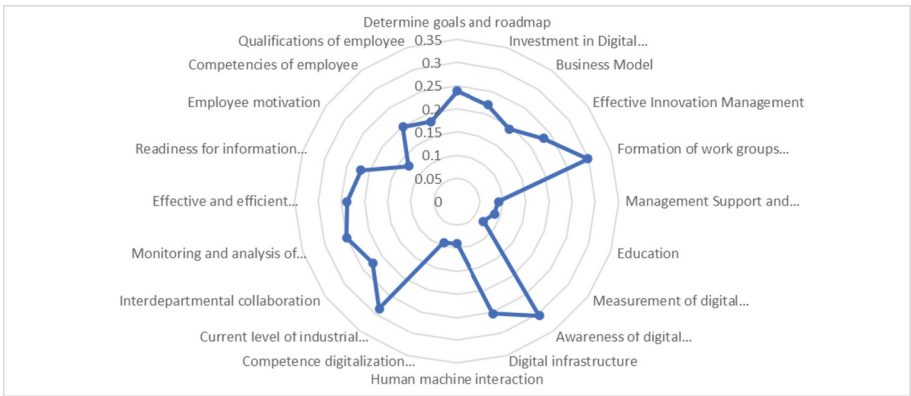 Determine goals and roadmap
Qualifications of employee
0.35
Investment in Digital...
Competencies of employee
0.3
Business Model
0.25
Employee motivation
0.2
Effective Innovation Management
0.15
Readiness for information...
0.1
Formation of work groups...
0.05
Effective and efficient...
0
Management Support and...
Monitoring and analysis of...
Education
Interdepartmental collaboration
Measurement of digital...
Current level of industrial...
Awareness of digital...
Competence digitalization...
Digital infrastructure
Human machine interaction